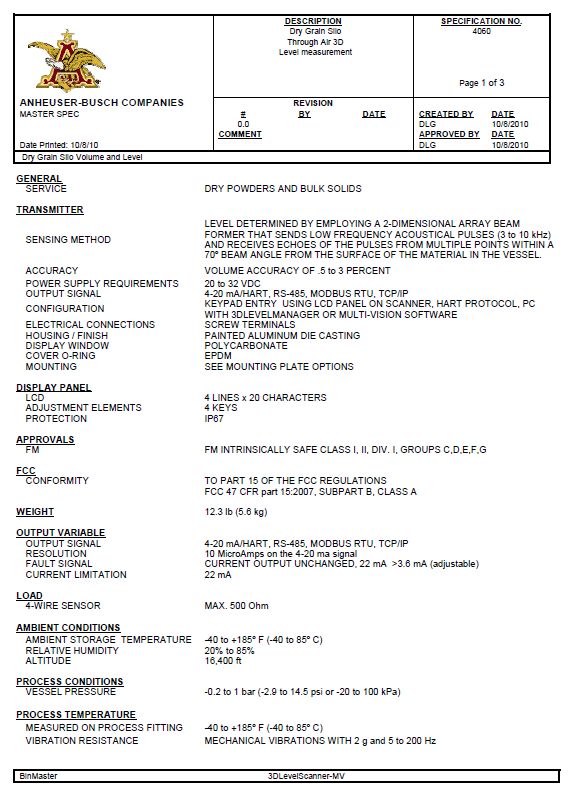 DESCRIPTION
Dry Grain Silo
Through Air 3D
Level measurement
SPECIFICATION NO.
4060
Page 1 of 3
ANHEUSER-BUSCH COMPANIES
MASTER SPEC
Date Printed: 10/8/10
REVISION
# BY DATE
0.0
COMMENT
CREATED BY DATE
DLG 10/8/2010
APPROVED BY DATE
DLG 10/8/2010
Dry Grain Silo Volume and Level
GENERAL
SERVICE DRY POWDERS AND BULK SOLIDS
TRANSMITTER
SENSING METHOD
LEVEL DETERMINED BY EMPLOYING A 2-DIMENSIONAL ARRAY BEAM
FORMER THAT SENDS LOW FREQUENCY ACOUSTICAL PULSES (3 to 10 kHz)
AND RECEIVES ECHOES OF THE PULSES FROM MULTIPLE POINTS WITHIN A
70º BEAM ANGLE FROM THE SURFACE OF THE MATERIAL IN THE VESSEL.
ACCURACY VOLUME ACCURACY OF .5 to 3 PERCENT
POWER SUPPLY REQUIREMENTS 20 to 32 VDC
OUTPUT SIGNAL 4-20 mA/HART, RS-485, MODBUS RTU, TCP/IP
CONFIGURATION
KEYPAD ENTRY USING LCD PANEL ON SCANNER, HART PROTOCOL, PC
WITH 3DLEVELMANAGER OR MULTI-VISION SOFTWARE
ELECTRICAL CONNECTIONS SCREW TERMINALS
HOUSING / FINISH PAINTED ALUMINUM DIE CASTING
DISPLAY WINDOW POLYCARBONATE
COVER O-RING EPDM
MOUNTING SEE MOUNTING PLATE OPTIONS
DISPLAY PANEL
LCD 4 LINES x 20 CHARACTERS
ADJUSTMENT ELEMENTS 4 KEYS
PROTECTION IP67
APPROVALS
FM FM INTRINSICALLY SAFE CLASS I, II, DIV. I, GROUPS C,D,E,F,G
FCC
CONFORMITY TO PART 15 OF THE FCC REGULATIONS
FCC 47 CFR part 15:2007, SUBPART B, CLASS A
WEIGHT 12.3 lb (5.6 kg)
OUTPUT VARIABLE
OUTPUT SIGNAL 4-20 mA/HART, RS-485, MODBUS RTU, TCP/IP
RESOLUTION 10 MicroAmps on the 4-20 ma signal
FAULT SIGNAL CURRENT OUTPUT UNCHANGED, 22 mA >3.6 mA (adjustable)
CURRENT LIMITATION 22 mA
LOAD
4-WIRE SENSOR MAX. 500 Ohm
AMBIENT CONDITIONS
AMBIENT STORAGE TEMPERATURE -40 to +185º F (-40 to 85º C)
RELATIVE HUMIDITY 20% to 85%
ALTITUDE 16,400 ft
PROCESS CONDITIONS
VESSEL PRESSURE -0.2 to 1 bar (-2.9 to 14.5 psi or -20 to 100 kPa)
PROCESS TEMPERATURE
MEASURED ON PROCESS FITTING -40 to +185º F (-40 to 85º C)
VIBRATION RESISTANCE MECHANICAL VIBRATIONS WITH 2 g and 5 to 200 Hz
BinMaster 3DLevelScanner-MV